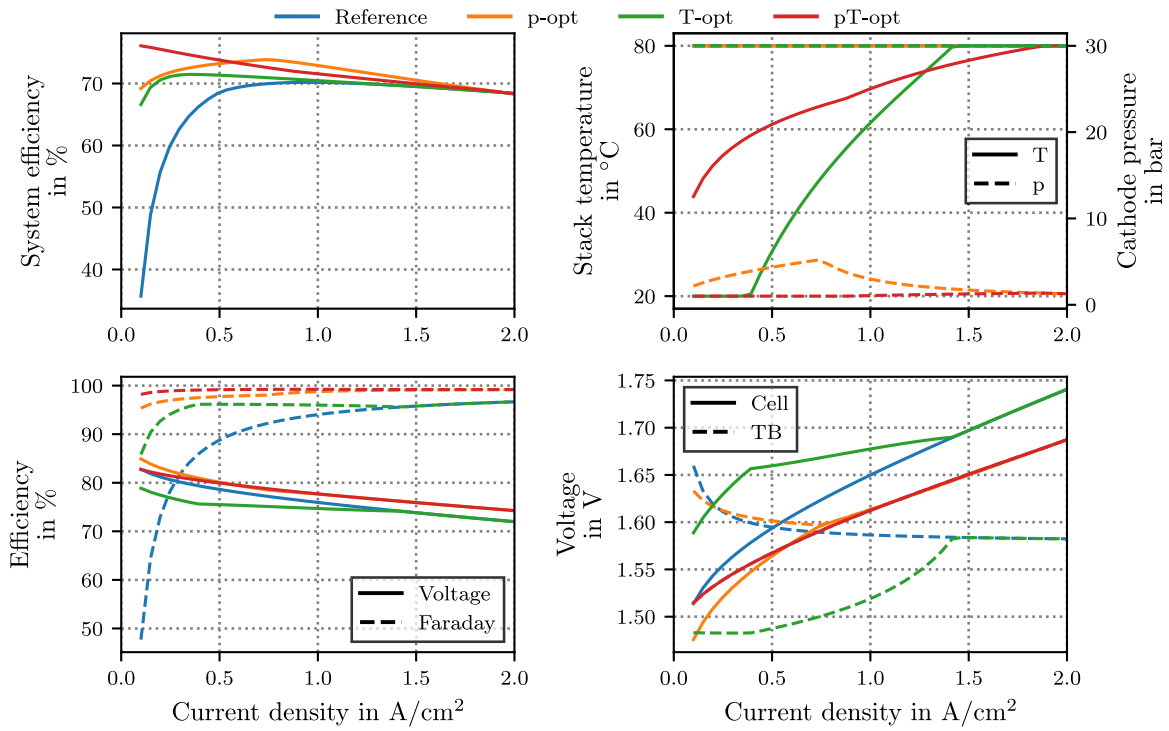 Reference p-opt T-opt pT-opt
System efficiency
in %
70
60
50
40
0.0 0.5 1.0 1.5 2.0
Stack temperature
in °C
80
60
40
20
0.0 0.5 1.0 1.5 2.0
T
p
Cathode pressure
in bar
30
20
10
0
Efficiency
in %
100
90
80
70
60
50
Voltage
Faraday
0.0 0.5 1.0 1.5 2.0
Current density in A/cm²
Voltage
in V
1.75
1.70
1.65
1.60
1.55
1.50
Cell
TB
0.0 0.5 1.0 1.5 2.0
Current density in A/cm²